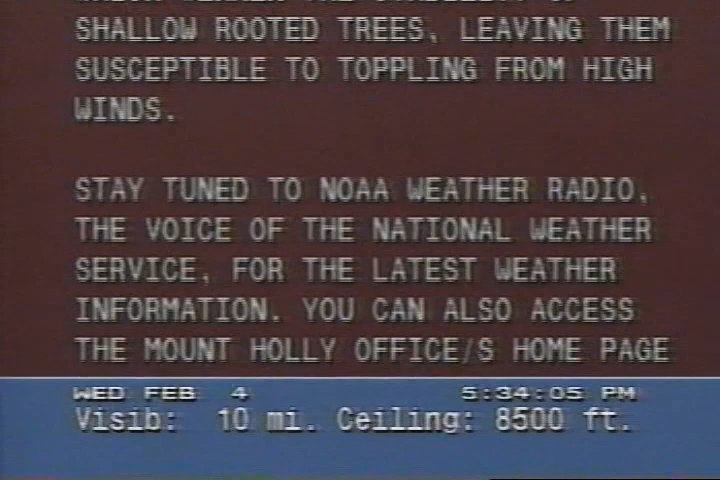 SHALLOW ROOTED TREES, LEAVING THEM
SUSCEPTIBLE TO TOPPLING FROM HIGH
WINDS.
STAY TUNED TO NOAA WEATHER RADIO,
THE VOICE OF THE NATIONAL WEATHER
SERVICE, FOR THE LATEST WEATHER
INFORMATION. YOU CAN ALSO ACCESS
THE MOUNT HOLLY OFFICE/S HOME PAGE
WED FEB 4 5:34:05 PM
Visib: 10 mi. Ceiling: 8500 ft.